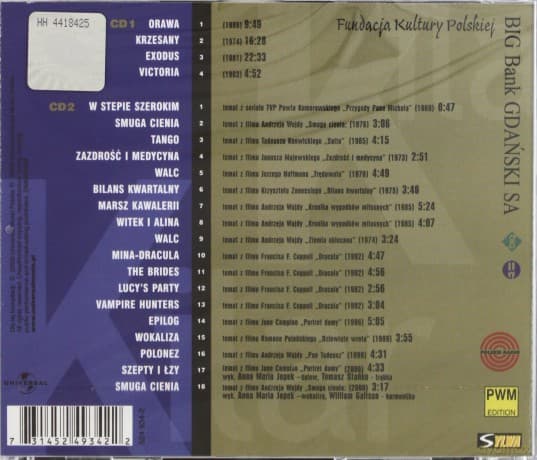 HH 4418425
Fundacja Kultury Polskiej
BIG Bank GDAŃSKI SA
CD 1 ORAWA 1 (1986) 9:49
KRZESANY 2 (1974) 16:28
EXODUS 3 (1981) 22:33
VICTORIA 4 (1983) 4:52
CD 2 W STEPIE SZEROKIM 1 temat z serialu TVP Pawła Komorowskiego „Przygody Pana Michała” (1969) 0:47
SMUGA CIENIA 2 temat z filmu Andrzeja Wajdy „Smuga cienia” (1976) 3:06
TANGO 3 temat z filmu Tadeusza Konwickiego „Salto” (1965) 4:15
ZAZDROŚĆ I MEDYCYNA 4 temat z filmu Janusza Majewskiego „Zazdrość i medycyna” (1973) 2:51
WALC 5 temat z filmu Jerzego Hoffmana „Trędowata” (1976) 4:49
BILANS KWARTALNY 6 temat z filmu Krzysztofa Zanussiego „Bilans kwartalny” (1975) 3:48
MARSZ KAWALERII 7 temat z filmu Andrzeja Wajdy „Kronika wypadków miłosnych” (1985) 5:24
WITEK I ALINA 8 temat z filmu Andrzeja Wajdy „Kronika wypadków miłosnych” (1985) 4:07
WALC 9 temat z filmu Andrzeja Wajdy „Ziemia obiecana” (1974) 3:24
MINA-DRACULA 10 temat z filmu Francisa F. Coppoli „Dracula” (1992) 4:47
THE BRIDES 11 temat z filmu Francisa F. Coppoli „Dracula” (1992) 4:56
LUCY'S PARTY 12 temat z filmu Francisa F. Coppoli „Dracula” (1992) 2:56
VAMPIRE HUNTERS 13 temat z filmu Francisa F. Coppoli „Dracula” (1992) 3:04
EPILOG 14 temat z filmu Jane Campion „Portret damy” (1996) 5:05
WOKALIZA 15 temat z filmu Romana Polańskiego „Dziewiąte wrota” (1999) 3:55
POLONEZ 16 temat z filmu Andrzeja Wajdy „Pan Tadeusz” (1999) 4:31
SZEPTY I ŁZY 17 temat z filmu Jane Campion „Portret damy” (2000) 4:33
wyk. Anna Maria Jopek – śpiew, Tomasz Stańko – trąbka
SMUGA CIENIA 18 temat z filmu Andrzeja Wajdy „Smuga cienia” (2000) 3:17
wyk. Anna Maria Jopek – wokalizy, William Galison – harmonijka
POLSKIE RADIO
UNIVERSAL
7 31452 49342 2
PWM
EDITION
SYLWA